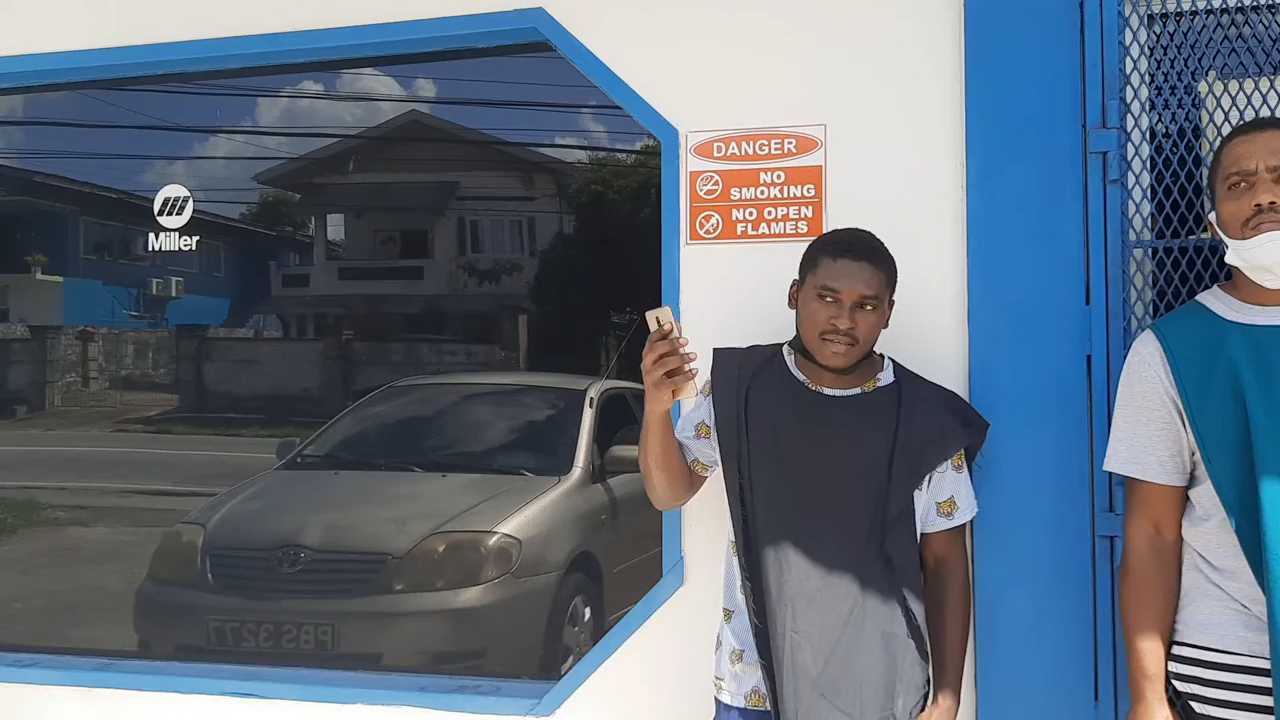 Miller
DANGER
NO
SMOKING
NO OPEN
FLAMES
PBS 3277